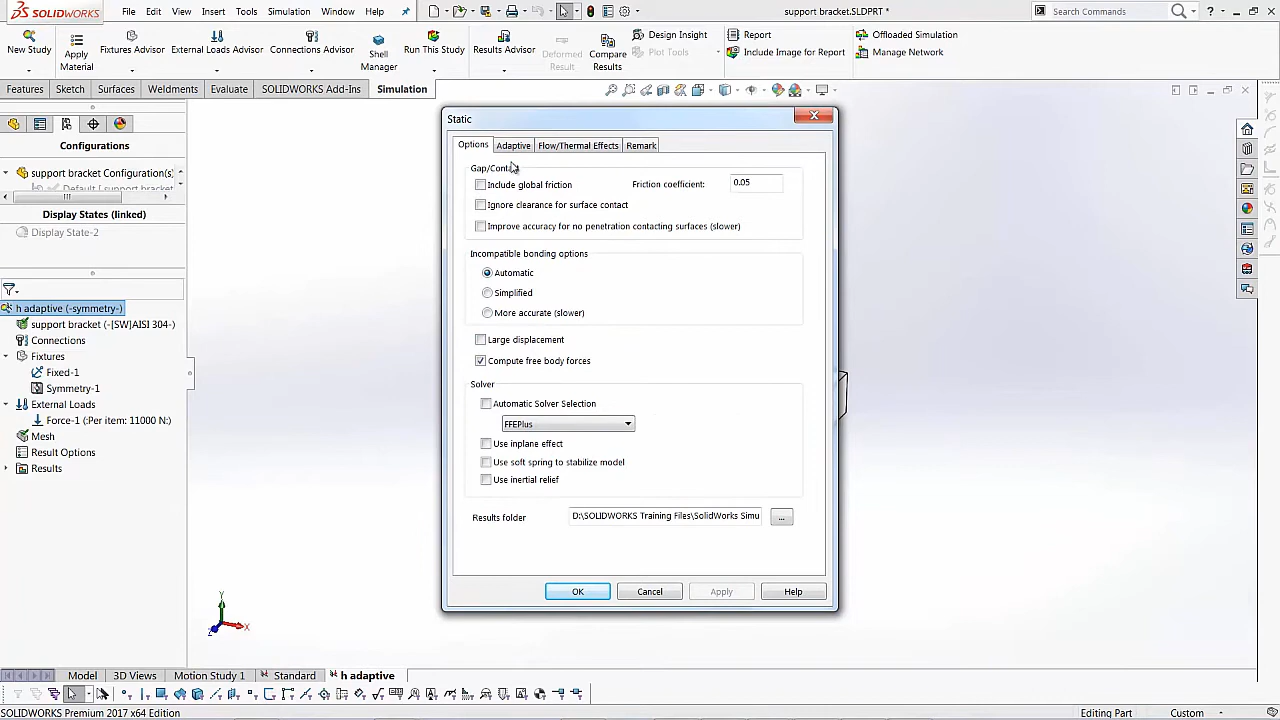 SOLIDWORKS File Edit View Insert Tools Simulation Window Help support bracket.SLDPRT * Search Commands
New Study
Apply Material
Fixtures Advisor
External Loads Advisor
Connections Advisor
Shell Manager
Run This Study
Results Advisor
Deformed Result
Compare Results
Design Insight
Plot Tools
Report
Include Image for Report
Offloaded Simulation
Manage Network
Features Sketch Surfaces Weldments Evaluate SOLIDWORKS Add-Ins Simulation
Configurations
support bracket Configuration(s)
Default [ support bracket
Display States (linked)
Display State-2
h adaptive (-symmetry-)
support bracket (-[SW]AISI 304-)
Connections
Fixtures
Fixed-1
Symmetry-1
External Loads
Force-1 (:Per item: 11000 N:)
Mesh
Result Options
Results
Static
Options Adaptive Flow/Thermal Effects Remark
Include global friction Friction coefficient: 0.05
Ignore clearance for surface contact
Improve accuracy for no penetration contacting surfaces (slower)
Incompatible bonding options
Automatic
Simplified
More accurate (slower)
Large displacement
Compute free body forces
Solver
Automatic Solver Selection
FFEPlus
Use inplane effect
Use soft spring to stabilize model
Use inertial relief
Results folder D:\SOLIDWORKS Training Files\SolidWorks Simu ...
OK Cancel Apply Help
Y
X
Z
Model 3D Views Motion Study 1 Standard h adaptive
SOLIDWORKS Premium 2017 x64 Edition Editing Part Custom